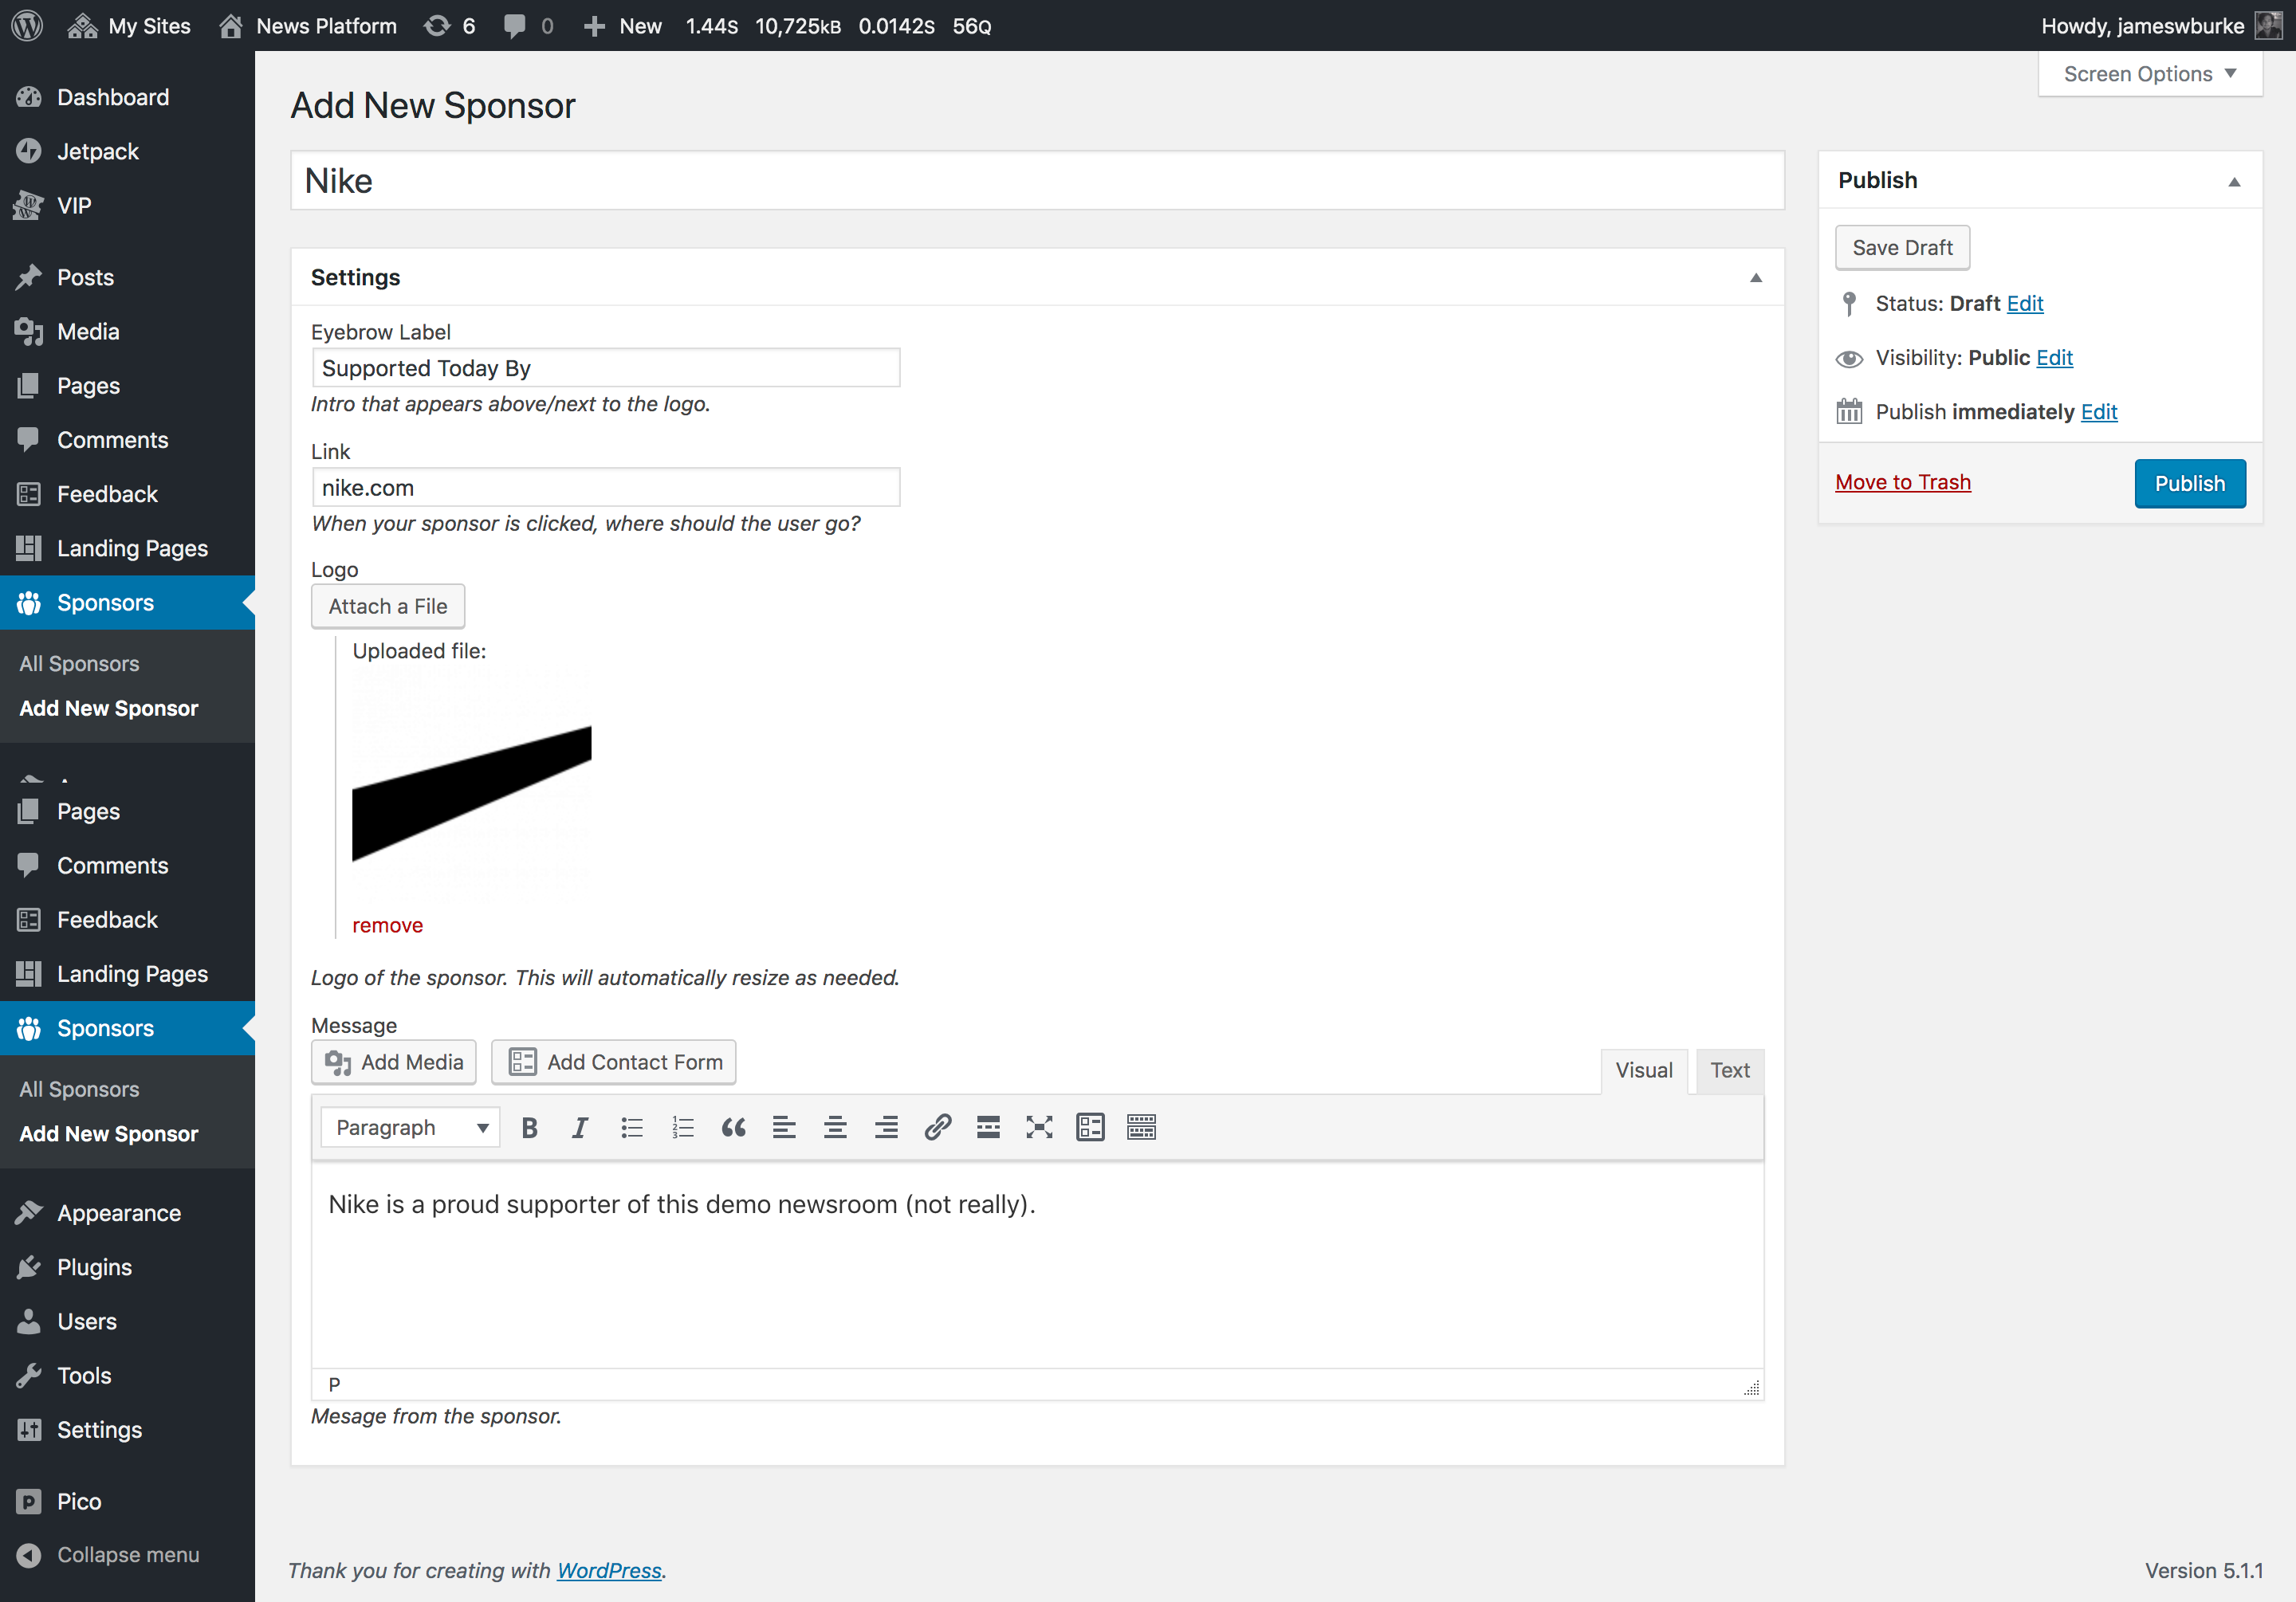 My Sites News Platform 6 0 New 1.44S 10,725KB 0.0142S 56Q Howdy, jameswburke
Screen Options
Dashboard
Jetpack
VIP
Posts
Media
Pages
Comments
Feedback
Landing Pages
Sponsors
All Sponsors
Add New Sponsor
Pages
Comments
Feedback
Landing Pages
Sponsors
All Sponsors
Add New Sponsor
Appearance
Plugins
Users
Tools
Settings
Pico
Collapse menu
Add New Sponsor
Nike
Settings
Eyebrow Label
Supported Today By
Intro that appears above/next to the logo.
Link
nike.com
When your sponsor is clicked, where should the user go?
Logo
Attach a File
Uploaded file:
remove
Logo of the sponsor. This will automatically resize as needed.
Message
Add Media Add Contact Form Visual Text
Paragraph
Nike is a proud supporter of this demo newsroom (not really).
P
Mesage from the sponsor.
Publish
Save Draft
Status: Draft Edit
Visibility: Public Edit
Publish immediately Edit
Move to Trash Publish
Thank you for creating with WordPress.
Version 5.1.1